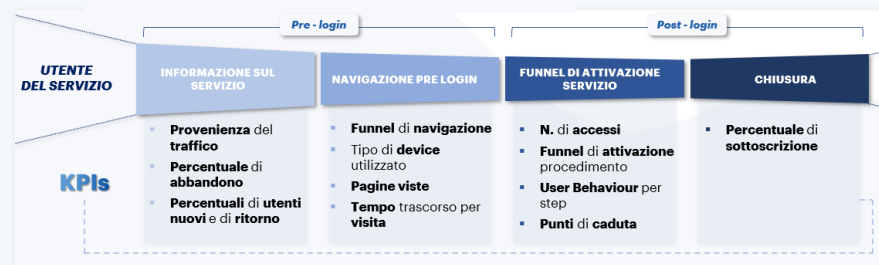 Pre - login
Post - login
UTENTE
DEL SERVIZIO
INFORMAZIONE SUL
SERVIZIO
NAVIGAZIONE PRE LOGIN
FUNNEL DI ATTIVAZIONE
SERVIZIO
CHIUSURA
KPIs
▪ Provenienza del
traffico
▪ Percentuale di
abbandono
▪ Percentuali di utenti
nuovi e di ritorno
▪ Funnel di navigazione
▪ Tipo di device
utilizzato
▪ Pagine viste
▪ Tempo trascorso per
visita
▪ N. di accessi
▪ Funnel di attivazione
procedimento
▪ User Behaviour per
step
▪ Punti di caduta
▪ Percentuale di
sottoscrizione